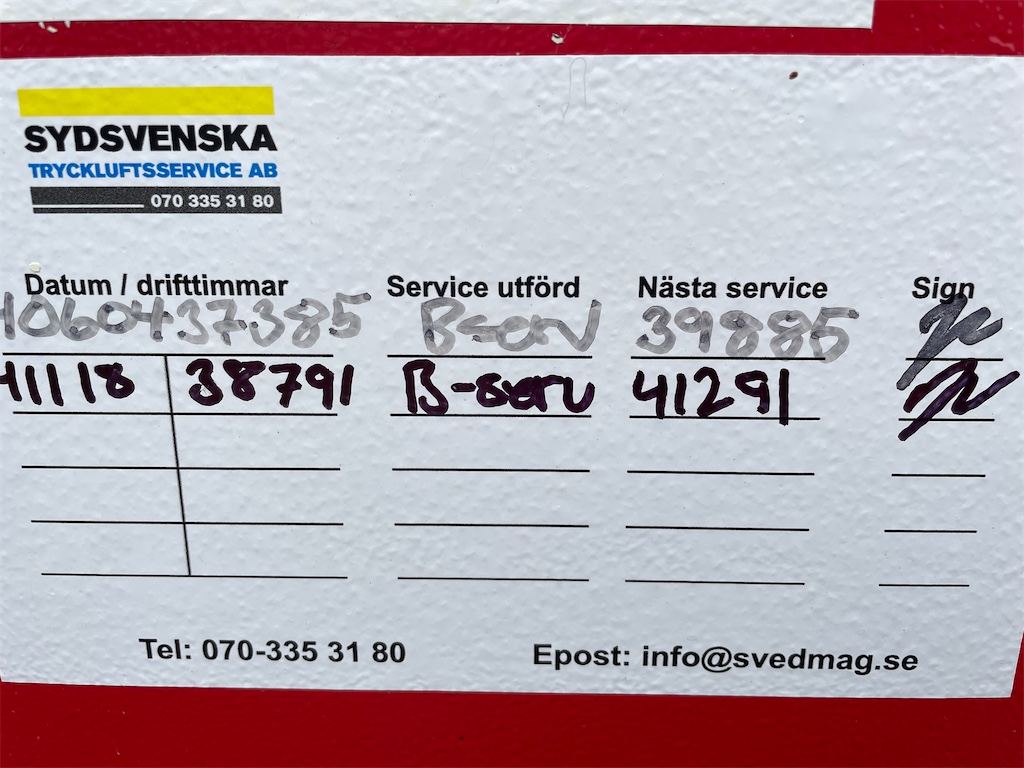 SYDSVENSKA
TRYCKLUFTSSERVICE AB
070 335 31 80
Datum / drifttimmar Service utförd Nästa service Sign
10604 37385 B-serv 39885
41118 38791 B-serv 41291
Tel: 070-335 31 80 Epost: info@svedmag.se